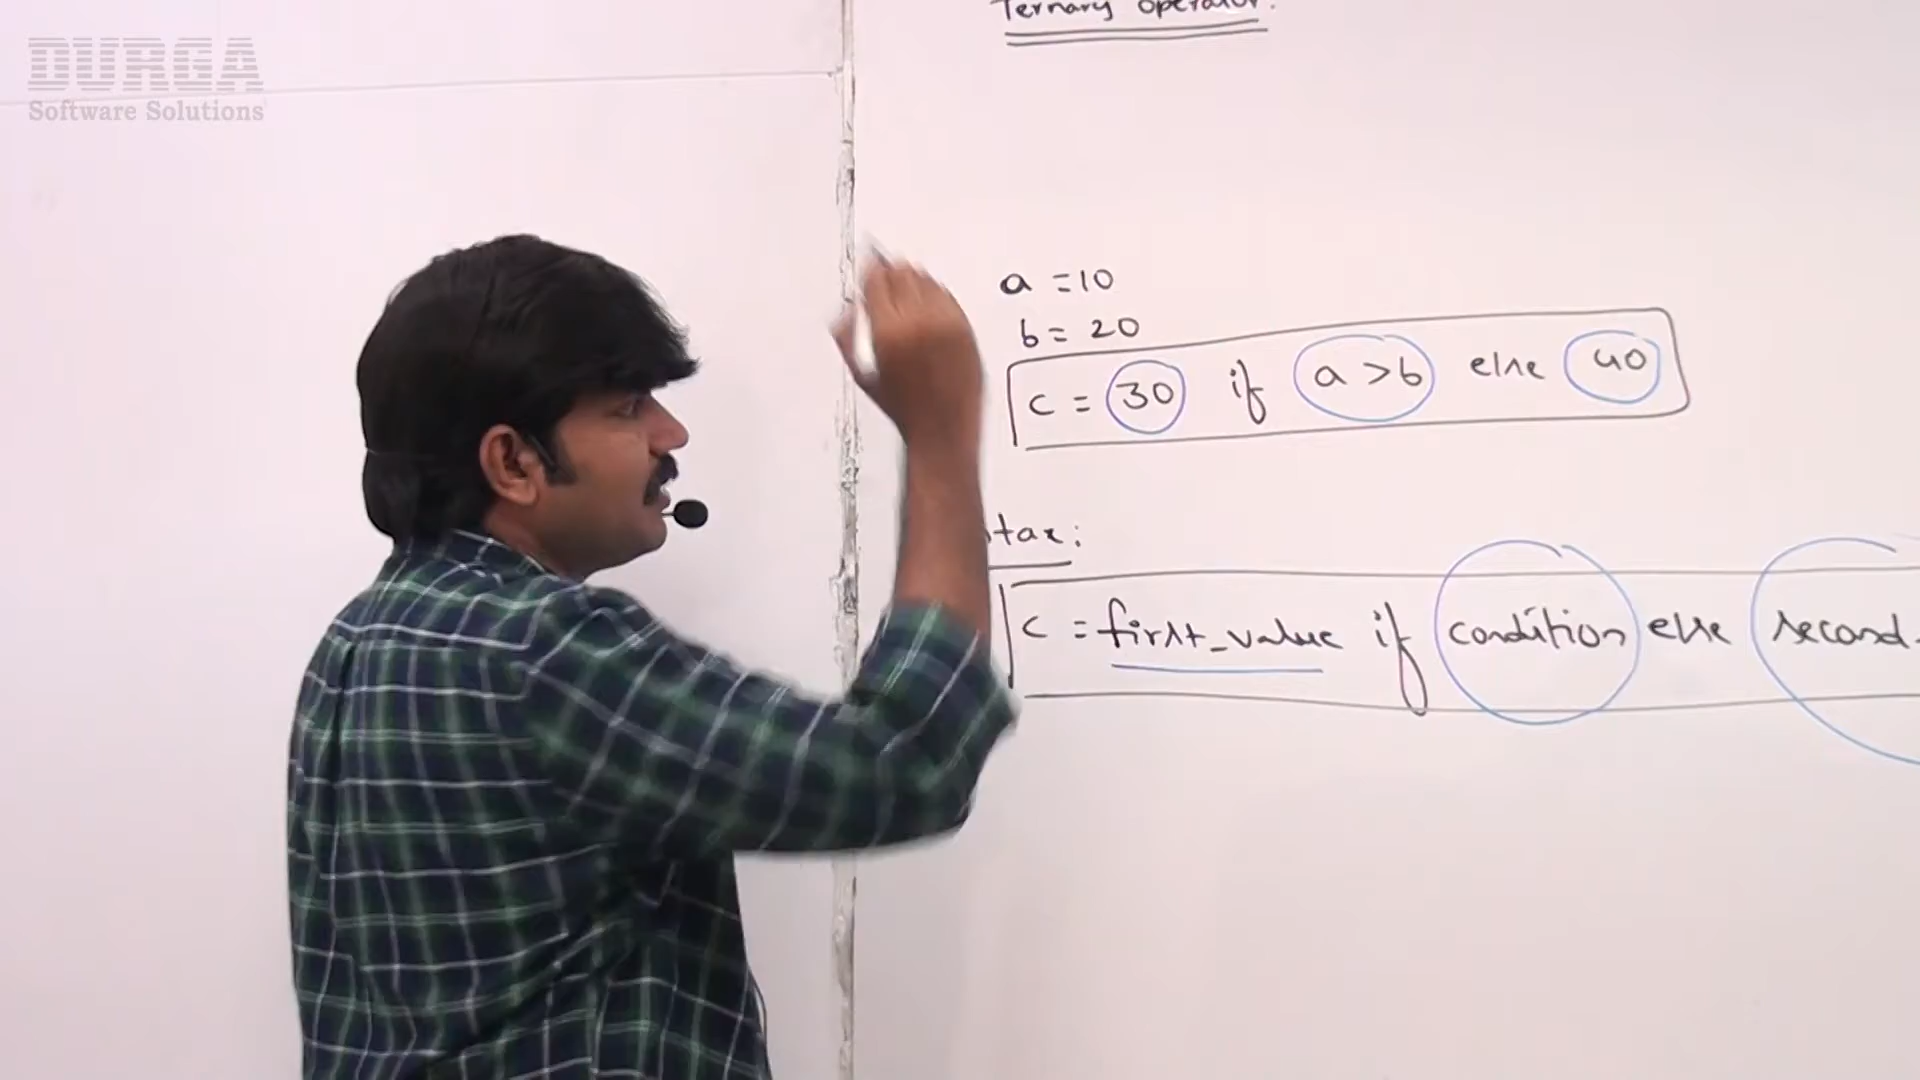 DURGA
Software Solutions
Ternary operator:
a = 10
b = 20
c = 30 if a > b else 40
tax:
c = first_value if condition else second-